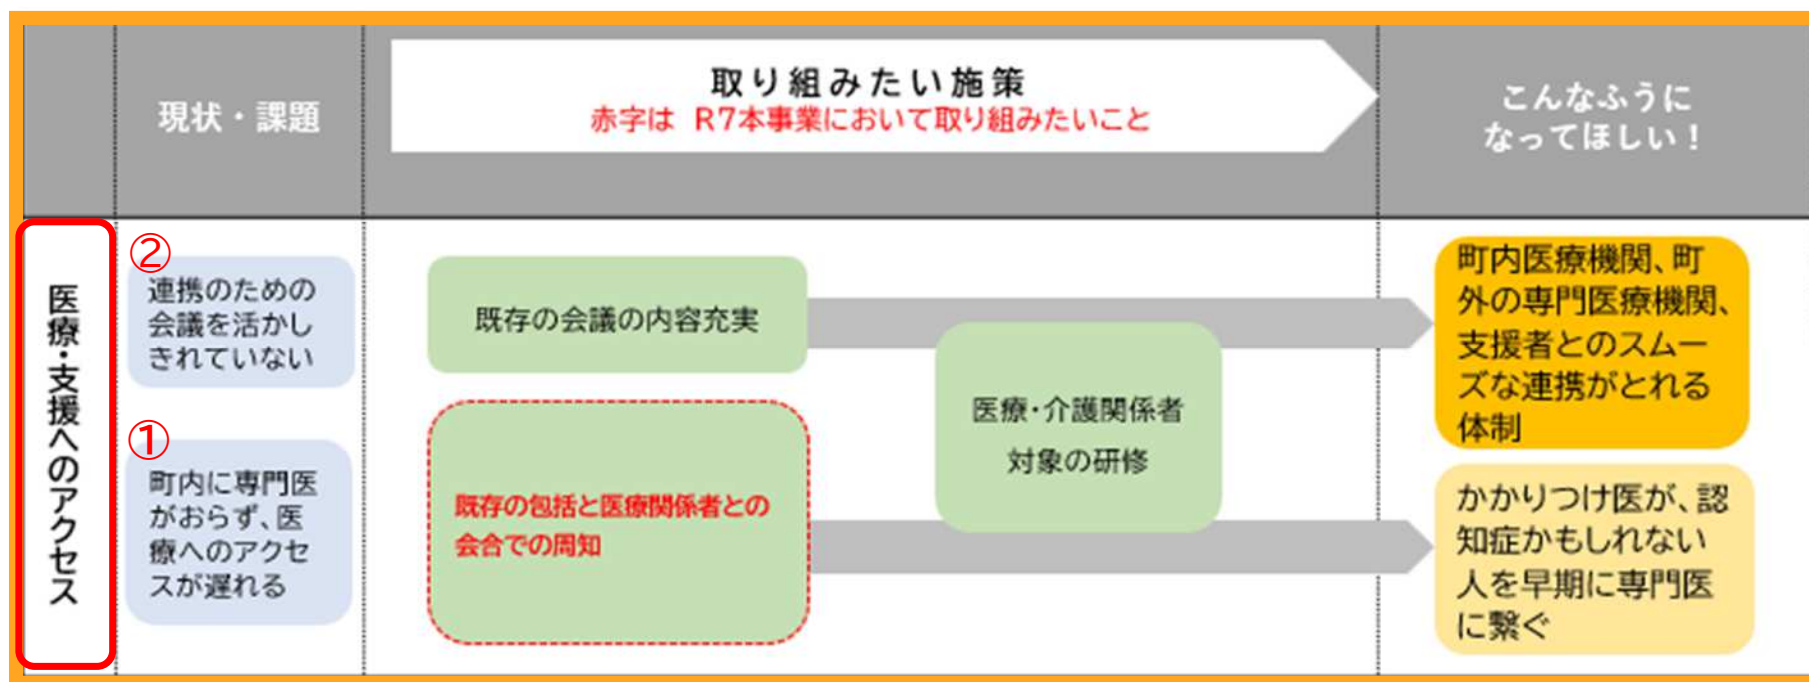 現状・課題
取り組みたい施策
赤字は R7本事業において取り組みたいこと
こんなふうに
なってほしい！
医療・支援へのアクセス
②
連携のための
会議を活かし
きれていない
既存の会議の内容充実
町内医療機関、町
外の専門医療機関、
支援者とのスムー
ズな連携がとれる
体制
①
町内に専門医
がおらず、医
療へのアクセ
スが遅れる
既存の包括と医療関係者との
会合での周知
医療・介護関係者
対象の研修
かかりつけ医が、認
知症かもしれない
人を早期に専門医
に繋ぐ